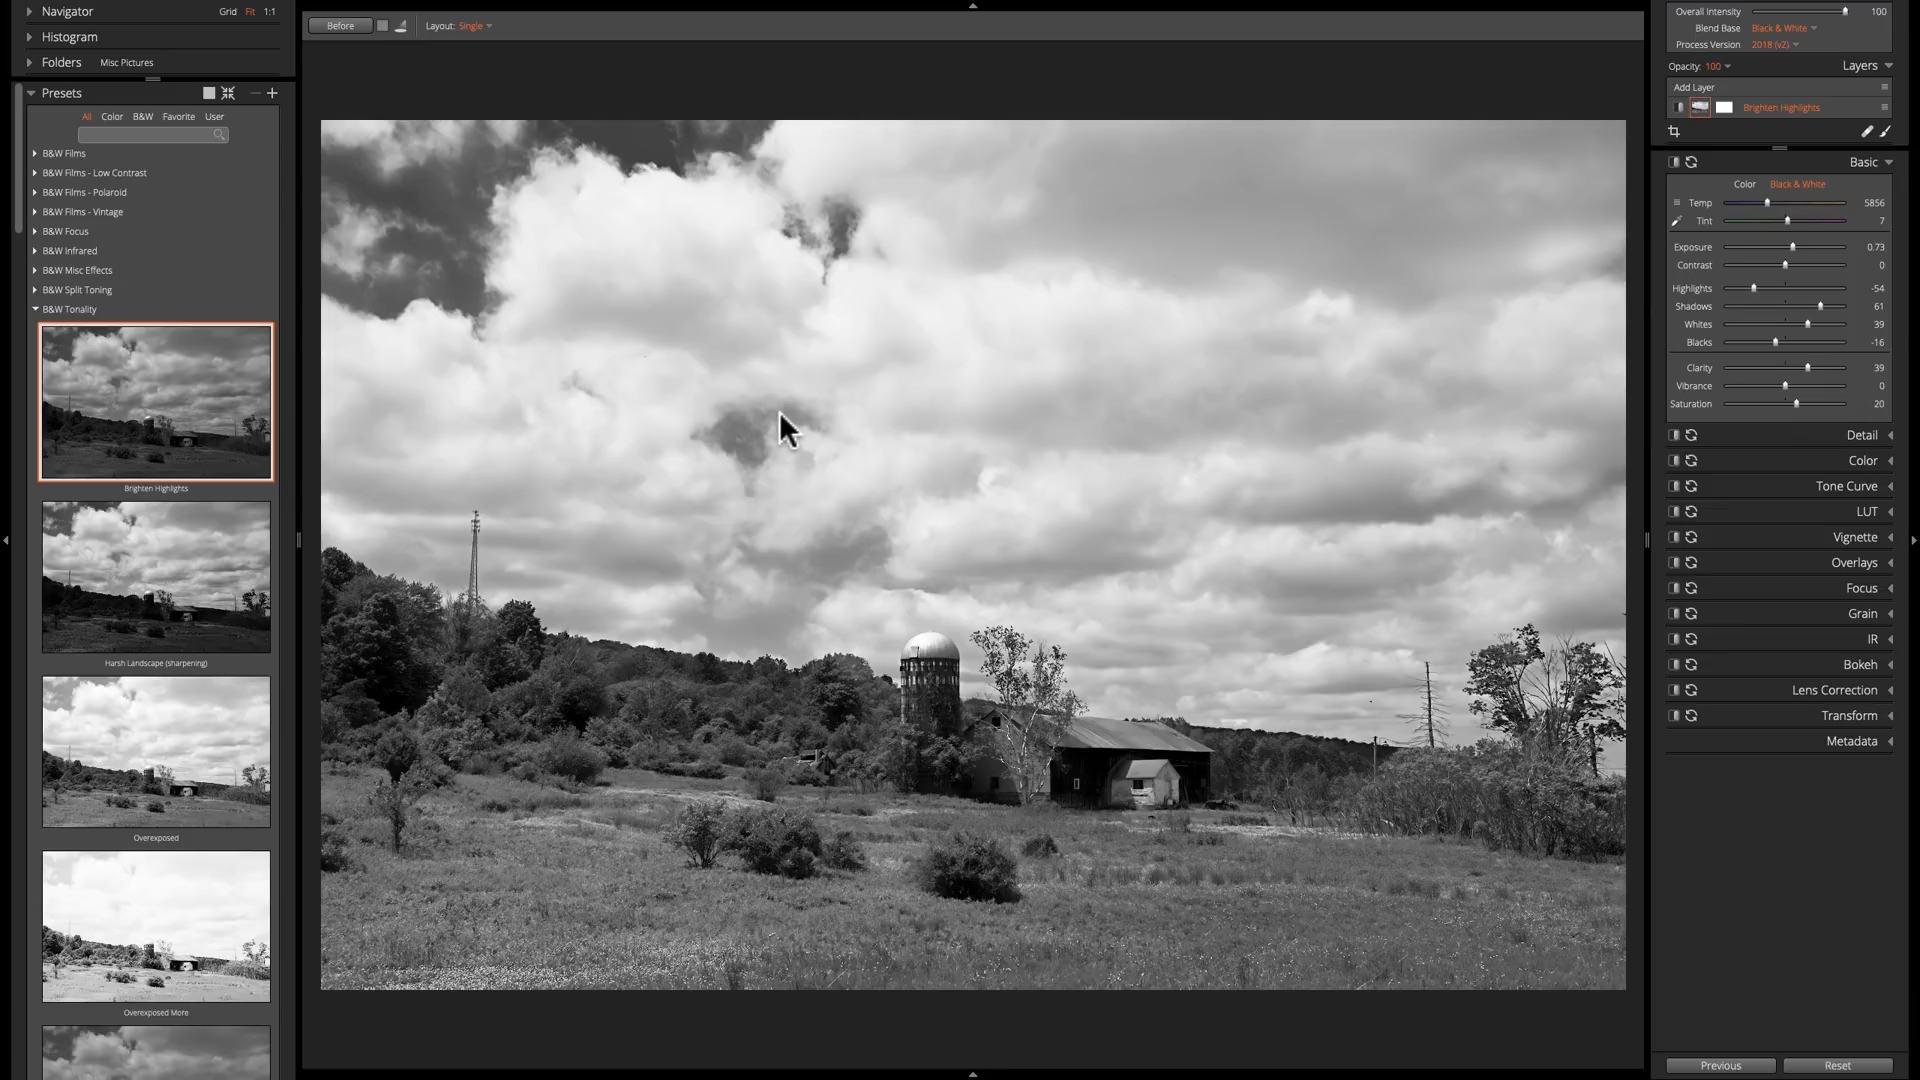 Navigator
Grid Fit 1:1
Histogram
Folders Misc Pictures
Presets
All Color B&W Favorite User
B&W Films
B&W Films - Low Contrast
B&W Films - Polaroid
B&W Films - Vintage
B&W Focus
B&W Infrared
B&W Misc Effects
B&W Split Toning
B&W Tonality
Brighten Highlights
Harsh Landscape (sharpening)
Overexposed
Overexposed More
Before
Layout: Single
Overall Intensity 100
Blend Base Black & White
Process Version 2018 (v2)
Opacity: 100 Layers
Add Layer
Brighten Highlights
Basic
Color Black & White
Temp 5856
Tint 7
Exposure 0.73
Contrast 0
Highlights -54
Shadows 61
Whites 39
Blacks -16
Clarity 39
Vibrance 0
Saturation 20
Detail
Color
Tone Curve
LUT
Vignette
Overlays
Focus
Grain
IR
Bokeh
Lens Correction
Transform
Metadata
Previous Reset